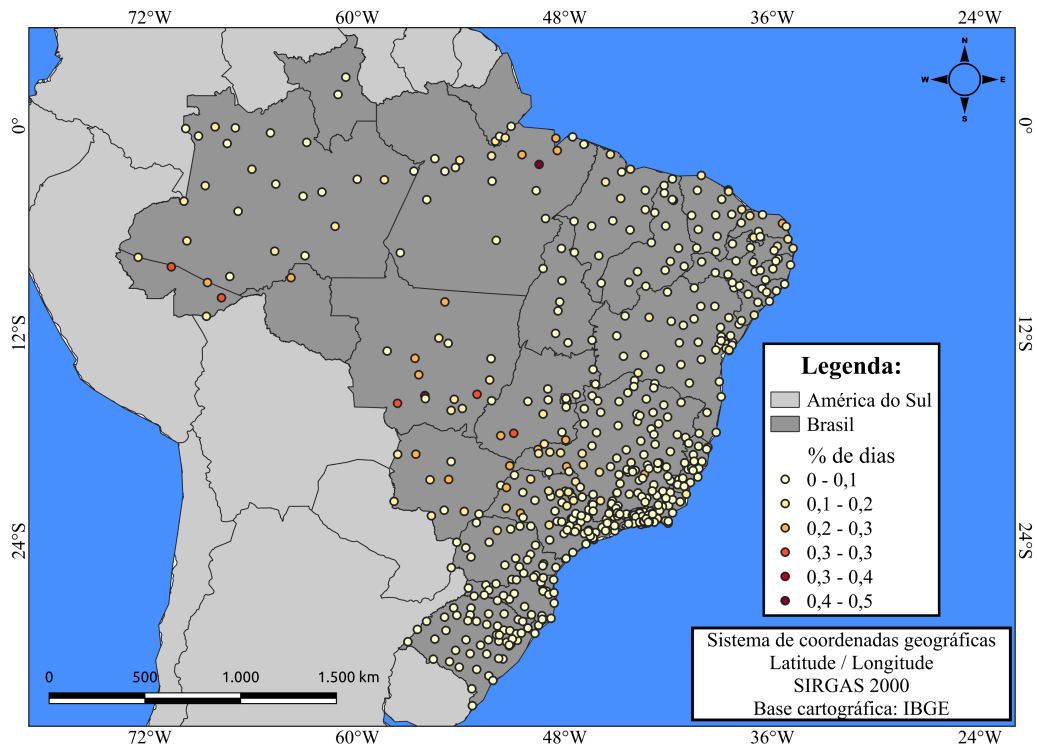 72°W 60°W 48°W 36°W 24°W
N
W E
S
0° 0°
12°S 12°S
24°S 24°S
Legenda:
América do Sul
Brasil
% de dias
0 - 0,1
0,1 - 0,2
0,2 - 0,3
0,3 - 0,3
0,3 - 0,4
0,4 - 0,5
Sistema de coordenadas geográficas
Latitude / Longitude
SIRGAS 2000
Base cartográfica: IBGE
0 500 1.000 1.500 km
72°W 60°W 48°W 36°W 24°W